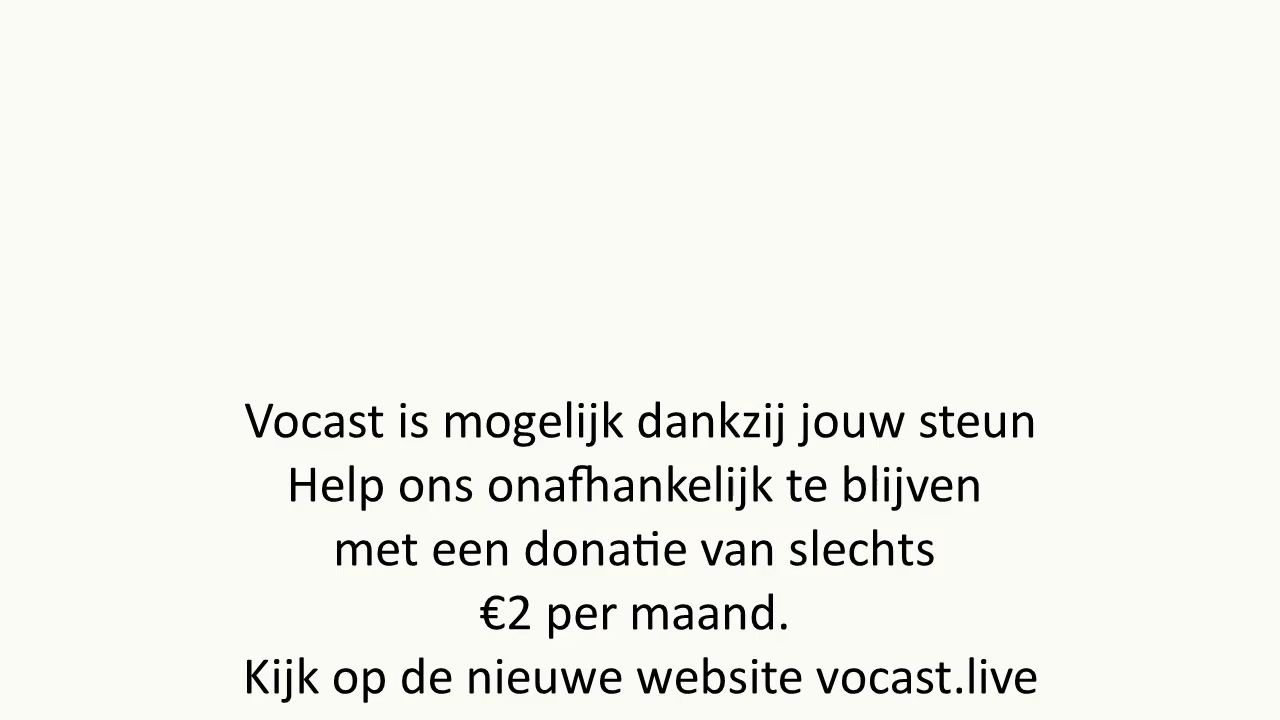 Vocast is mogelijk dankzij jouw steun
Help ons onafhankelijk te blijven
met een donatie van slechts
€2 per maand.
Kijk op de nieuwe website vocast.live